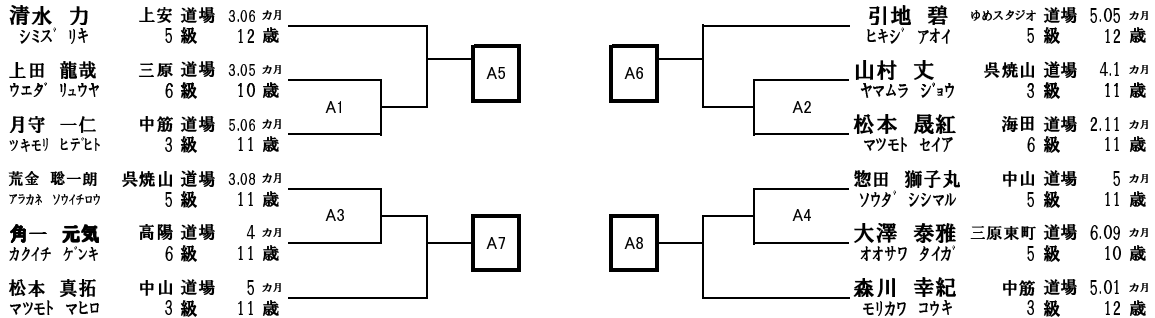 清水 力 上安 道場 3.06 カ月
シミズ リキ 5 級 12 歳
上田 龍哉 三原 道場 3.05 カ月
ウエダ リュウヤ 6 級 10 歳
月守 一仁 中筋 道場 5.06 カ月
ツキモリ ヒデヒト 3 級 11 歳
荒金 聡一朗 呉焼山 道場 3.08 カ月
アラカネ ソウイチロウ 5 級 11 歳
角一 元気 高陽 道場 4 カ月
カクイチ ゲンキ 6 級 11 歳
松本 真拓 中山 道場 5 カ月
マツモト マヒロ 3 級 11 歳
A1
A3
A5
A7
A6
A8
A2
A4
引地 碧 ゆめスタジオ 道場 5.05 カ月
ヒキジ アオイ 5 級 12 歳
山村 丈 呉焼山 道場 4.1 カ月
ヤマムラ ジョウ 3 級 11 歳
松本 晟紅 海田 道場 2.11 カ月
マツモト セイア 6 級 11 歳
惣田 獅子丸 中山 道場 5 カ月
ソウダ シシマル 5 級 11 歳
大澤 泰雅 三原東町 道場 6.09 カ月
オオサワ タイガ 5 級 10 歳
森川 幸紀 中筋 道場 5.01 カ月
モリカワ コウキ 3 級 12 歳